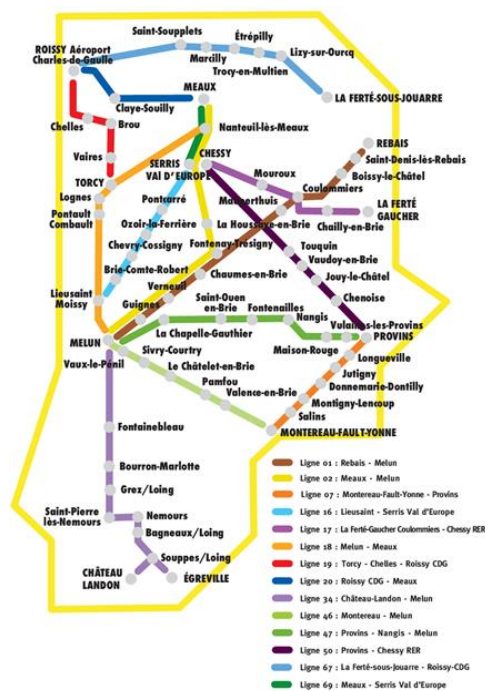 Saint-Soupplets
Étrépilly
ROISSY Aéroport
Charles-de-Gaulle
Marcilly
Lizy-sur-Ourcq
Trocy-en-Multien
MEAUX
LA FERTÉ-SOUS-JOUARRE
Claye-Souilly
Chelles
Brou
Nanteuil-lès-Meaux
REBAIS
Vaires
SERRIS
VAL D'EUROPE
CHESSY
Saint-Denis-lès-Rebais
Boissy-le-Châtel
TORCY
Mouroux
Coulommiers
Lognes
Pontcarré
Mauperthuis
LA FERTÉ
GAUCHER
Pontault
Combault
Ozoir-la-Ferrière
La Houssaye-en-Brie
Chailly-en-Brie
Chevry-Cossigny
Fontenay-Trésigny
Touquin
Vaudoy-en-Brie
Brie-Comte-Robert
Chaumes-en-Brie
Jouy-le-Châtel
Lieusaint
Moissy
Verneuil
Guignes
Saint-Ouen
en-Brie
Fontenailles
Chenoise
Nangis
Vulaines-les-Provins
MELUN
La Chapelle-Gauthier
PROVINS
Sivry-Courtry
Maison-Rouge
Vaux-le-Pénil
Le Châtelet-en-Brie
Longueville
Pamfou
Jutigny
Valence-en-Brie
Donnemarie-Dontilly
Montigny-Lencoup
Salins
Fontainebleau
MONTEREAU-FAULT-YONNE
Bourron-Marlotte
Grez/Loing
Saint-Pierre
lès-Nemours
Nemours
Bagneaux/Loing
Souppes/Loing
CHÂTEAU
LANDON
ÉGREVILLE
Ligne 01 : Rebais - Melun
Ligne 02 : Meaux - Melun
Ligne 07 : Montereau-Fault-Yonne - Provins
Ligne 16 : Lieusaint - Serris Val d'Europe
Ligne 17 : La Ferté-Gaucher Coulommiers - Chessy RER
Ligne 18 : Melun - Meaux
Ligne 19 : Torcy - Chelles - Roissy CDG
Ligne 20 : Roissy CDG - Meaux
Ligne 34 : Château-Landon - Melun
Ligne 46 : Montereau - Melun
Ligne 47 : Provins - Nangis - Melun
Ligne 50 : Provins - Chessy RER
Ligne 67 : La Ferté-sous-Jouarre - Roissy-CDG
Ligne 69 : Meaux - Serris Val d'Europe